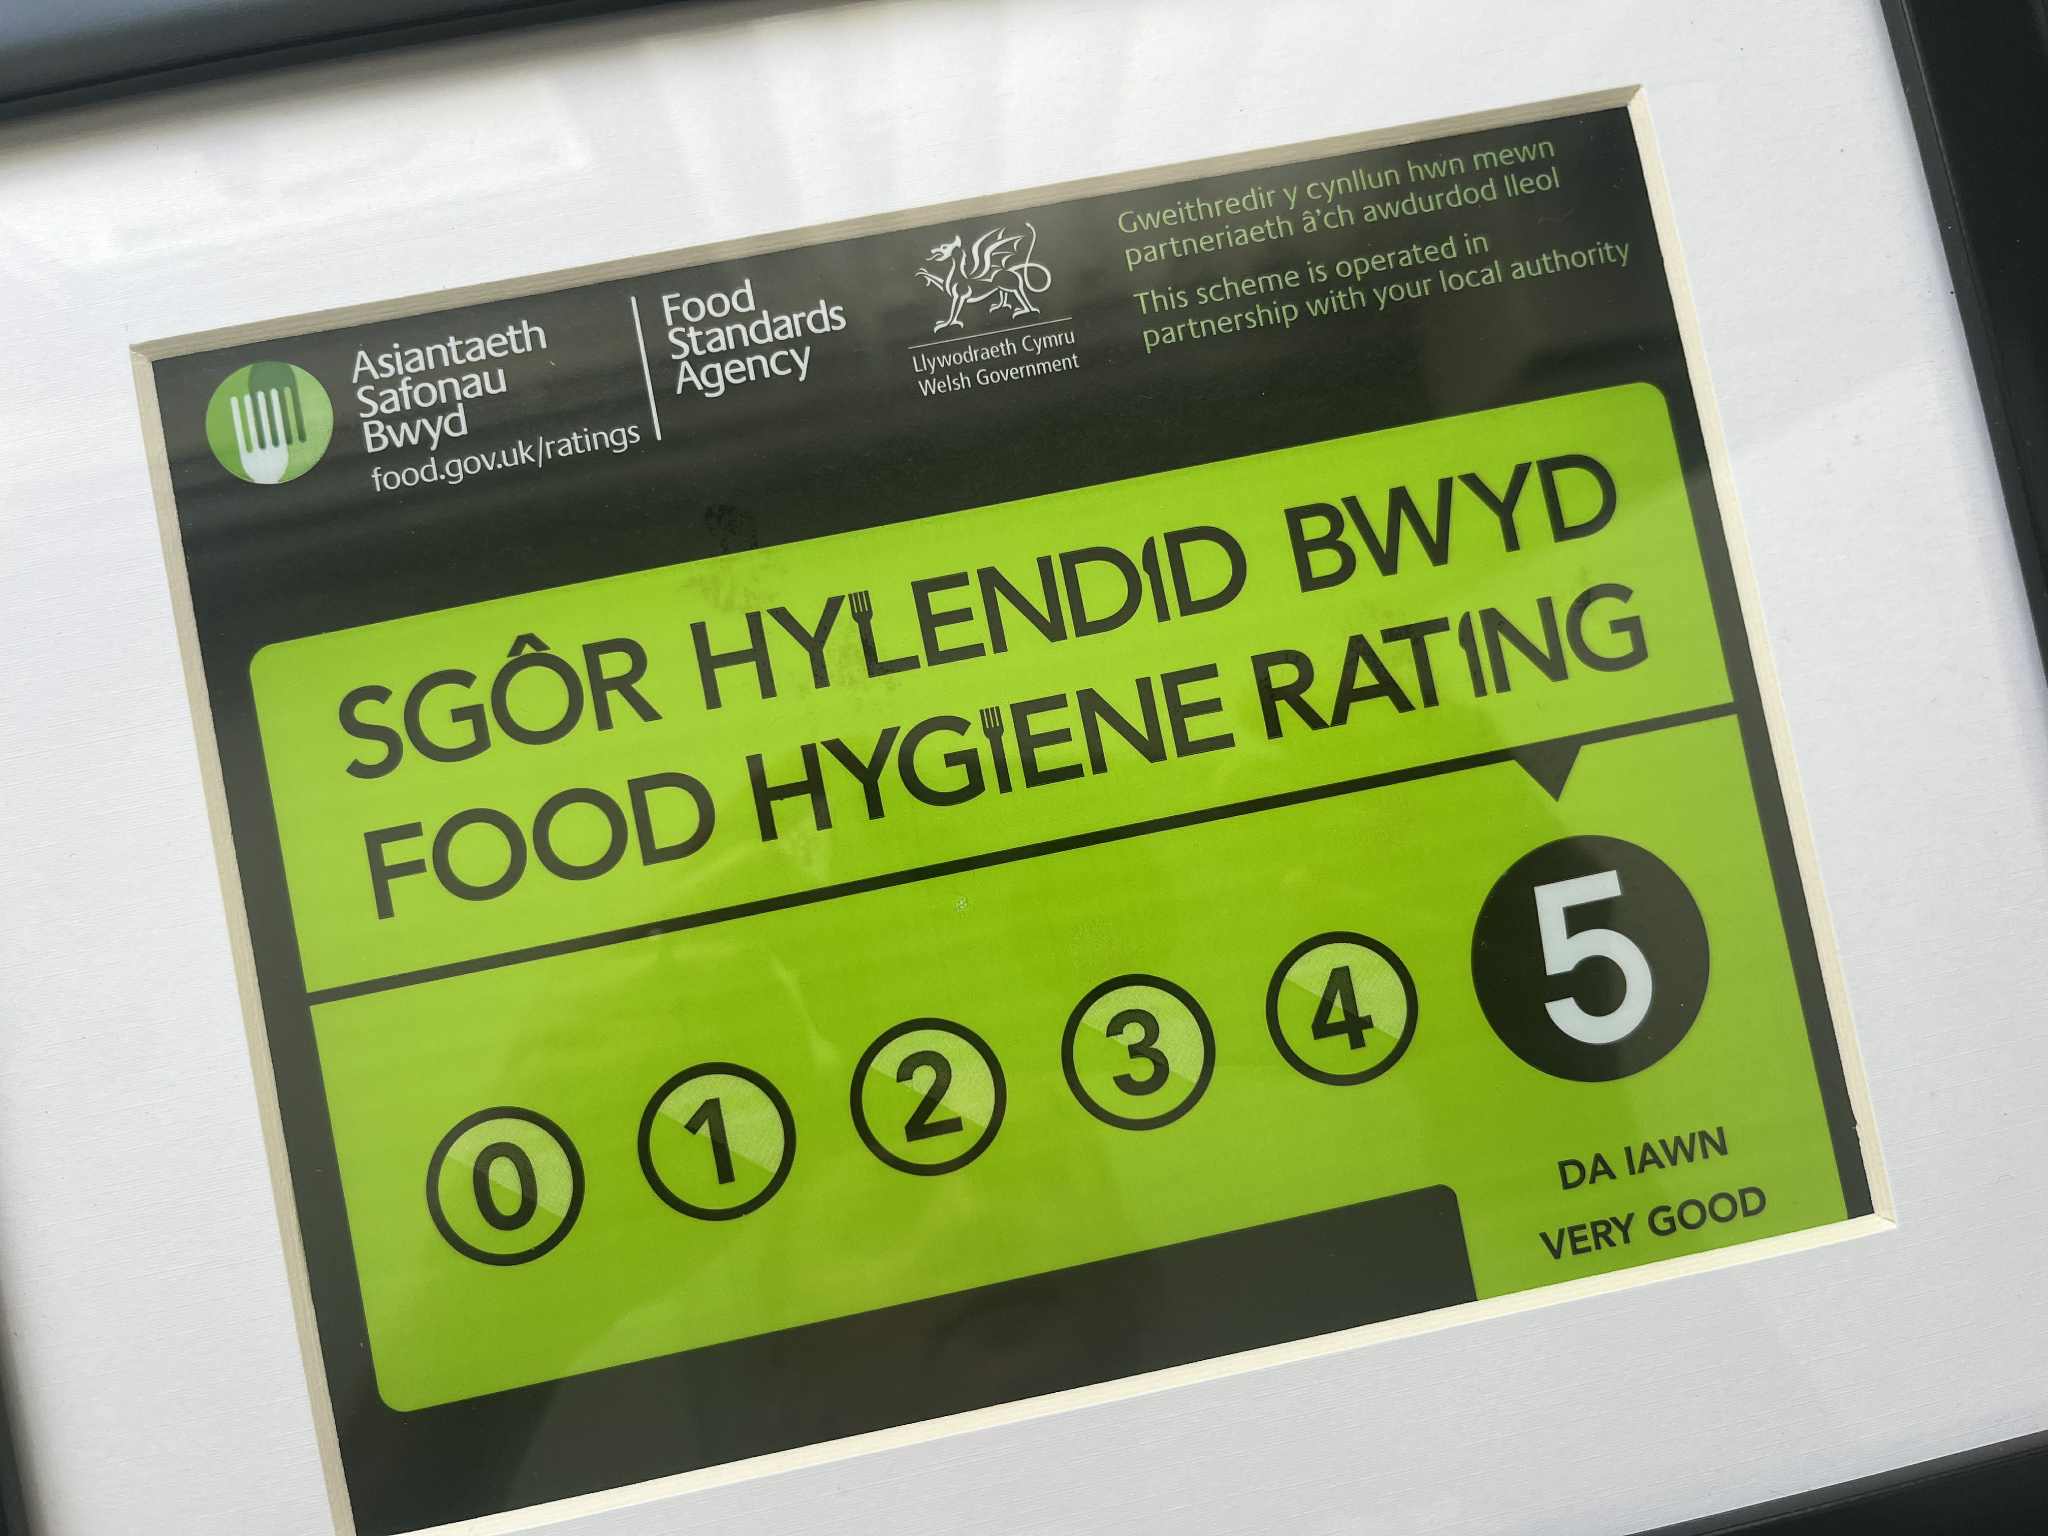 Asiantaeth
Safonau
Bwyd
food.gov.uk/ratings
Food
Standards
Agency
Llywodraeth Cymru
Welsh Government
Gweithredir y cynllun hwn mewn
partneriaeth â'ch awdurdod lleol
This scheme is operated in
partnership with your local authority
SGÔR HYLENDID BWYD
FOOD HYGIENE RATING
0 1 2 3 4 5
DA IAWN
VERY GOOD